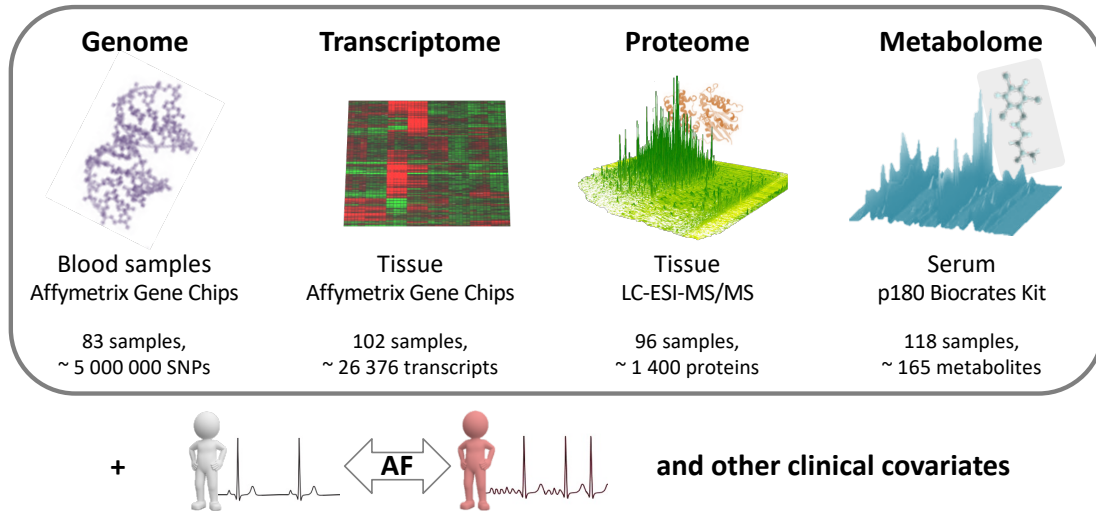 Genome
Transcriptome
Proteome
Metabolome
Blood samples
Affymetrix Gene Chips
Tissue
Affymetrix Gene Chips
Tissue
LC-ESI-MS/MS
Serum
p180 Biocrates Kit
83 samples,
~ 5 000 000 SNPs
102 samples,
~ 26 376 transcripts
96 samples,
~ 1 400 proteins
118 samples,
~ 165 metabolites
+
AF
and other clinical covariates